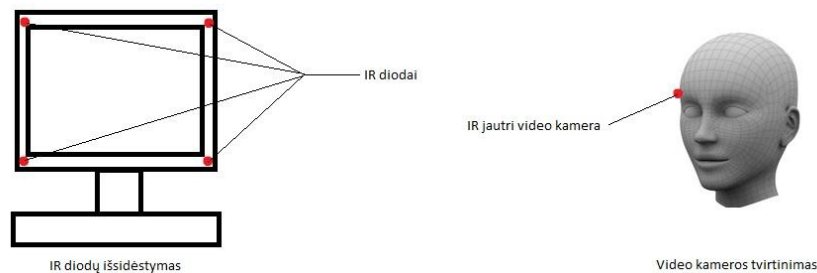 IR diodai
IR jautri video kamera
IR diodų išsidėstymas
Video kameros tvirtinimas